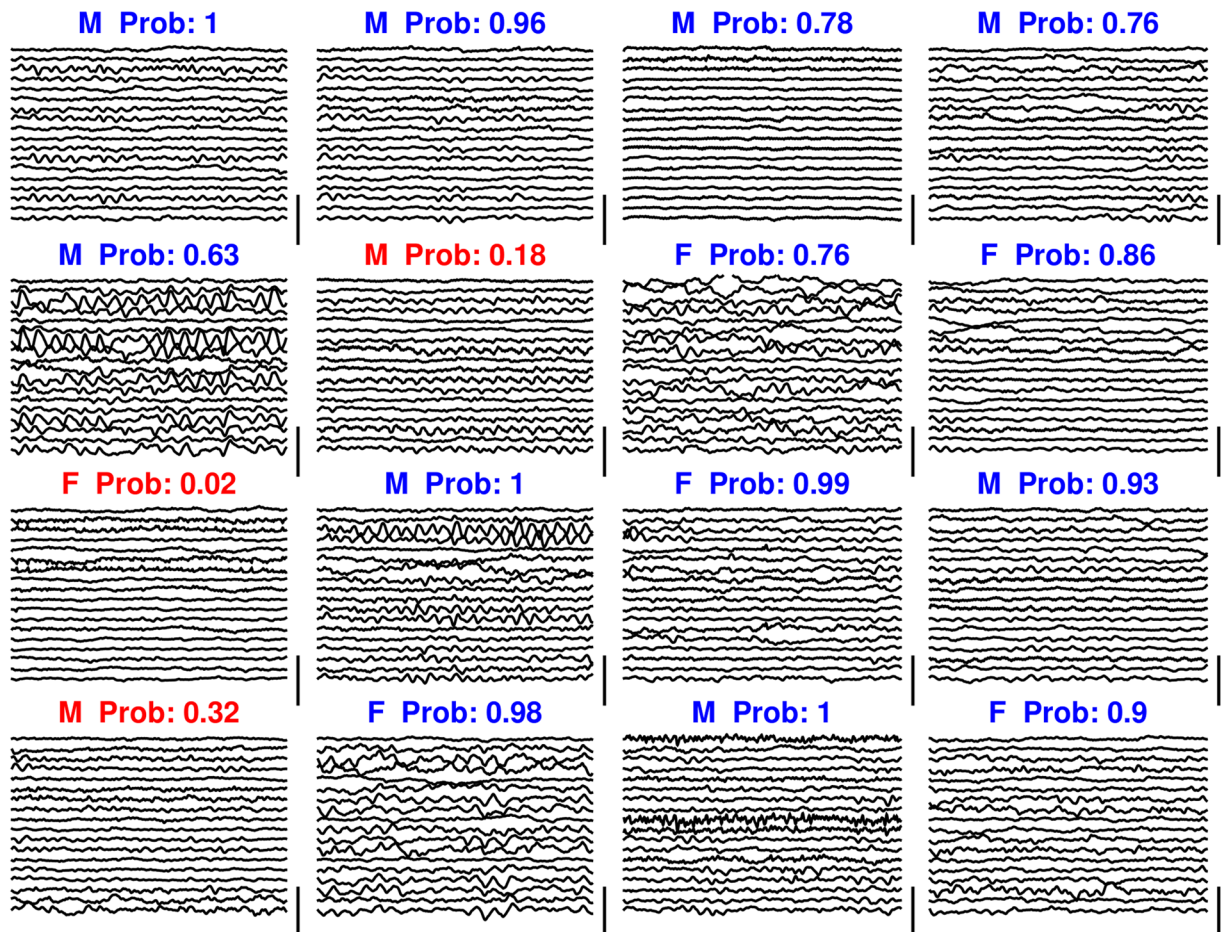 M Prob: 1
M Prob: 0.96
M Prob: 0.78
M Prob: 0.76
M Prob: 0.63
M Prob: 0.18
F Prob: 0.76
F Prob: 0.86
F Prob: 0.02
M Prob: 1
F Prob: 0.99
M Prob: 0.93
M Prob: 0.32
F Prob: 0.98
M Prob: 1
F Prob: 0.9